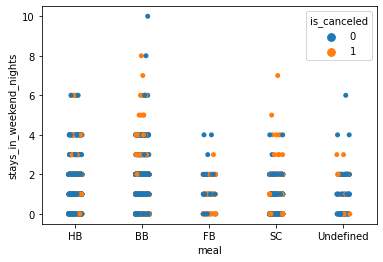 is_canceled
0
1
10
8
6
4
2
0
stays_in_weekend_nights
HB BB FB SC Undefined
meal